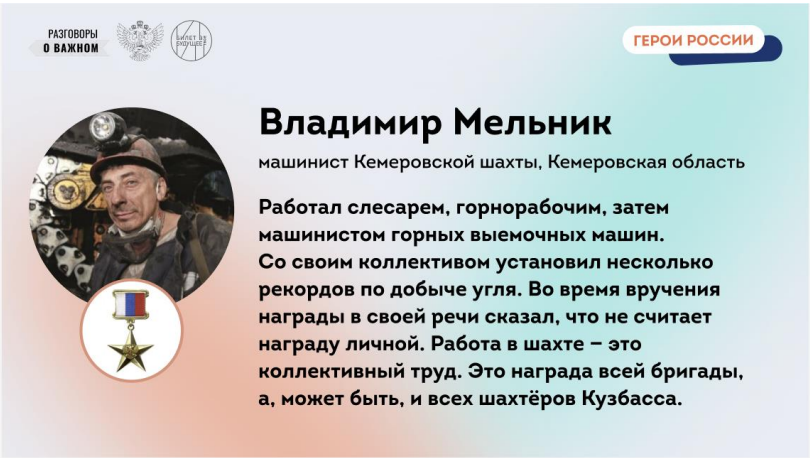 РАЗГОВОРЫ
О ВАЖНОМ
БИЛЕТ В
БУДУЩЕЕ
ГЕРОИ РОССИИ
Владимир Мельник
машинист Кемеровской шахты, Кемеровская область
Работал слесарем, горнорабочим, затем
машинистом горных выемочных машин.
Со своим коллективом установил несколько
рекордов по добыче угля. Во время вручения
награды в своей речи сказал, что не считает
награду личной. Работа в шахте – это
коллективный труд. Это награда всей бригады,
а, может быть, и всех шахтёров Кузбасса.